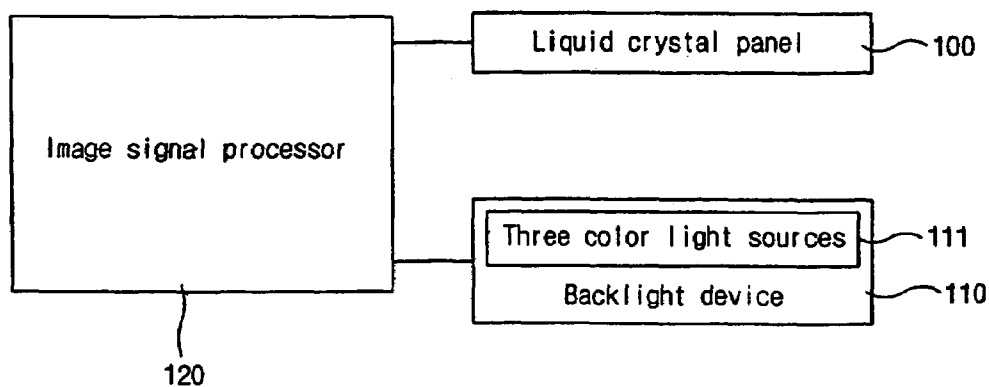 Liquid crystal panel
100
Image signal processor
Three color light sources
111
Backlight device
110
120